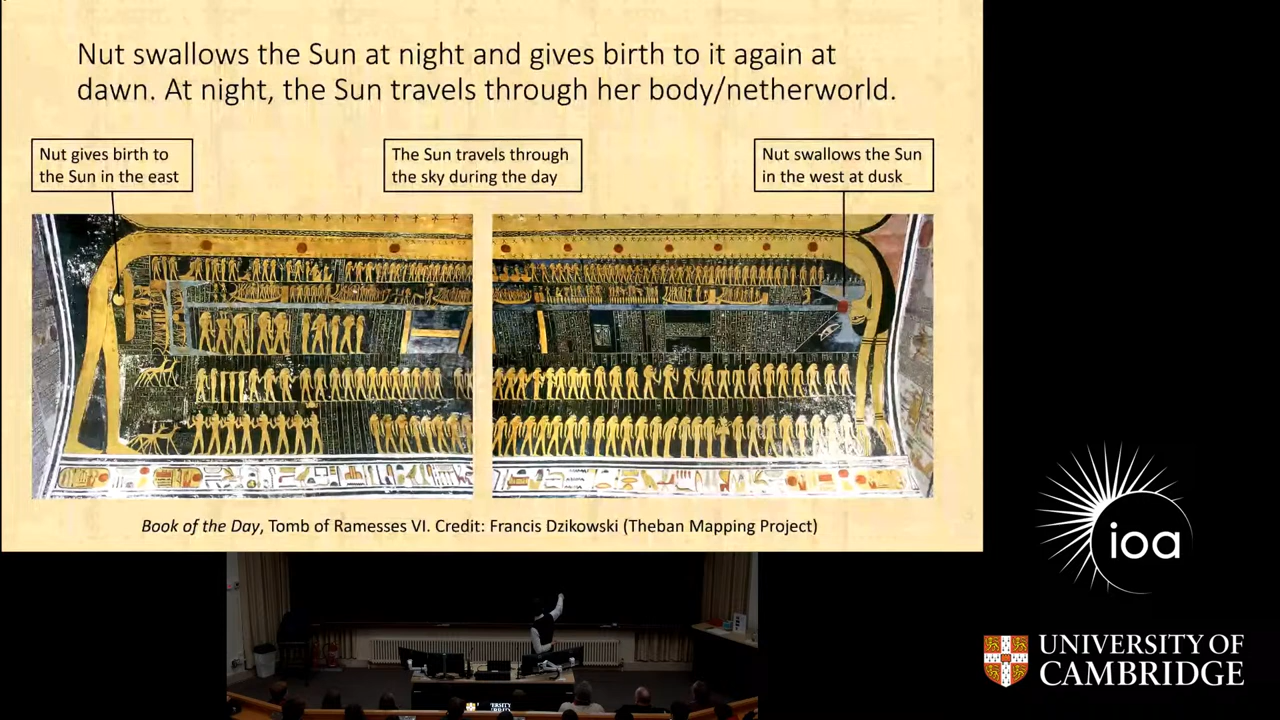 Nut swallows the Sun at night and gives birth to it again at
dawn. At night, the Sun travels through her body/netherworld.
Nut gives birth to
the Sun in the east
The Sun travels through
the sky during the day
Nut swallows the Sun
in the west at dusk
Book of the Day, Tomb of Ramesses VI. Credit: Francis Dzikowski (Theban Mapping Project)
ioa
UNIVERSITY OF
CAMBRIDGE